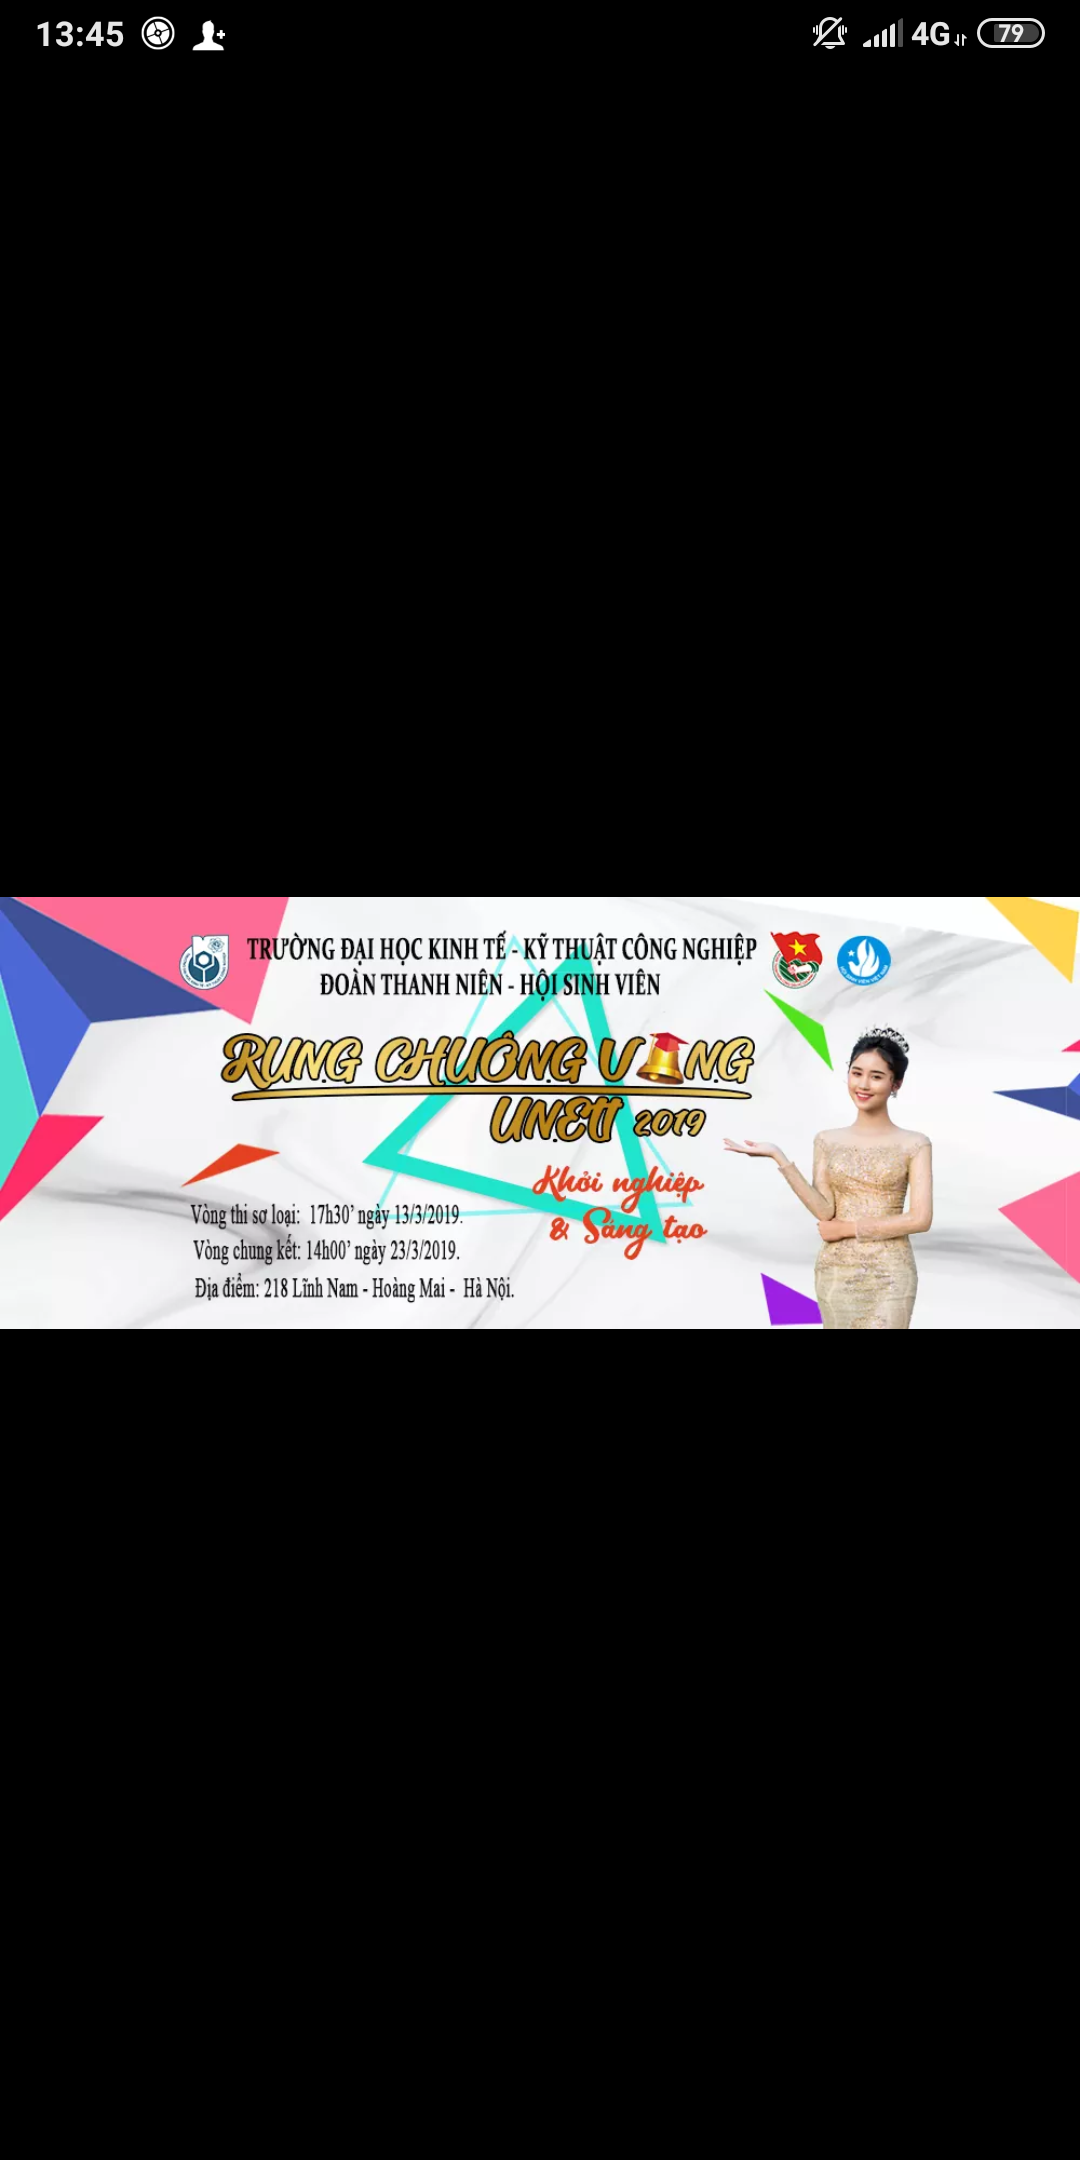 13:45
4G
79
TRƯỜNG ĐẠI HỌC KINH TẾ - KỸ THUẬT CÔNG NGHIỆP
ĐOÀN THANH NIÊN - HỘI SINH VIÊN
RUNG CHUÔNG VNG
UNETI 2019
Khởi nghiệp
& Sáng tạo
Vòng thi sơ loại: 17h30’ ngày 13/3/2019.
Vòng chung kết: 14h00’ ngày 23/3/2019.
Địa điểm: 218 Lĩnh Nam - Hoàng Mai - Hà Nội.